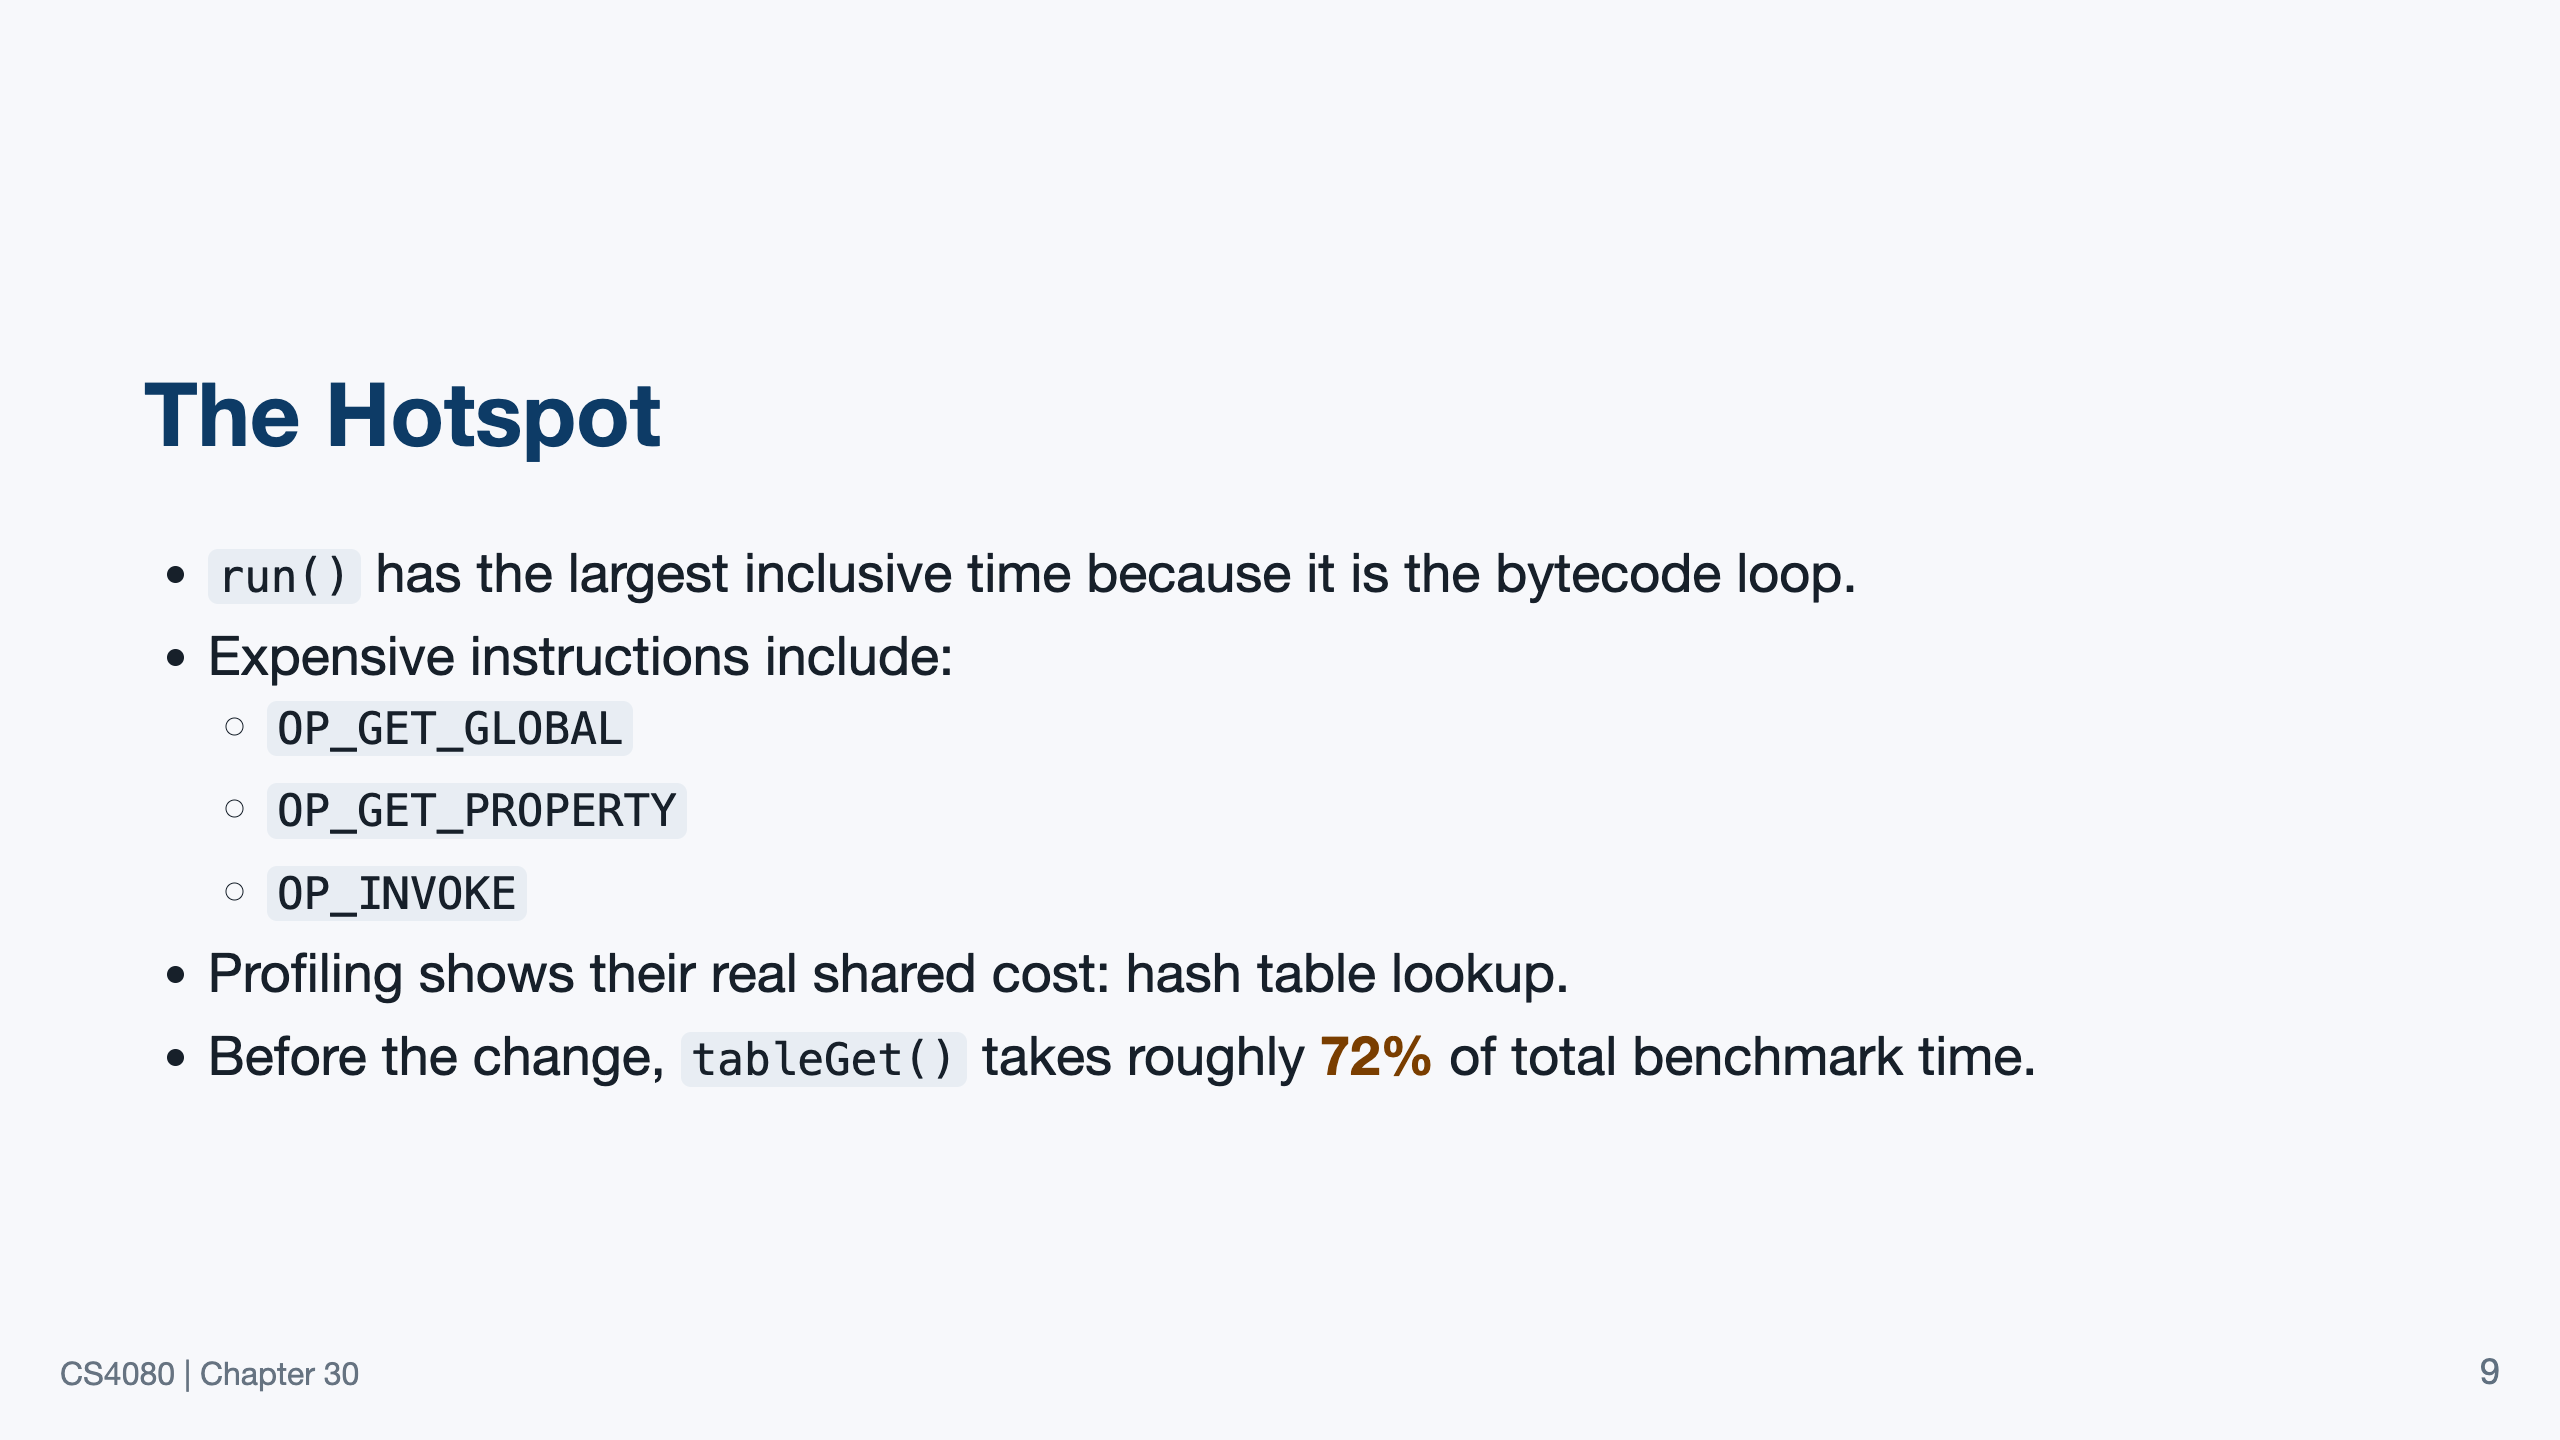 The Hotspot
• run() has the largest inclusive time because it is the bytecode loop.
• Expensive instructions include:
○ OP_GET_GLOBAL
○ OP_GET_PROPERTY
○ OP_INVOKE
• Profiling shows their real shared cost: hash table lookup.
• Before the change, tableGet() takes roughly 72% of total benchmark time.
CS4080 | Chapter 30
9